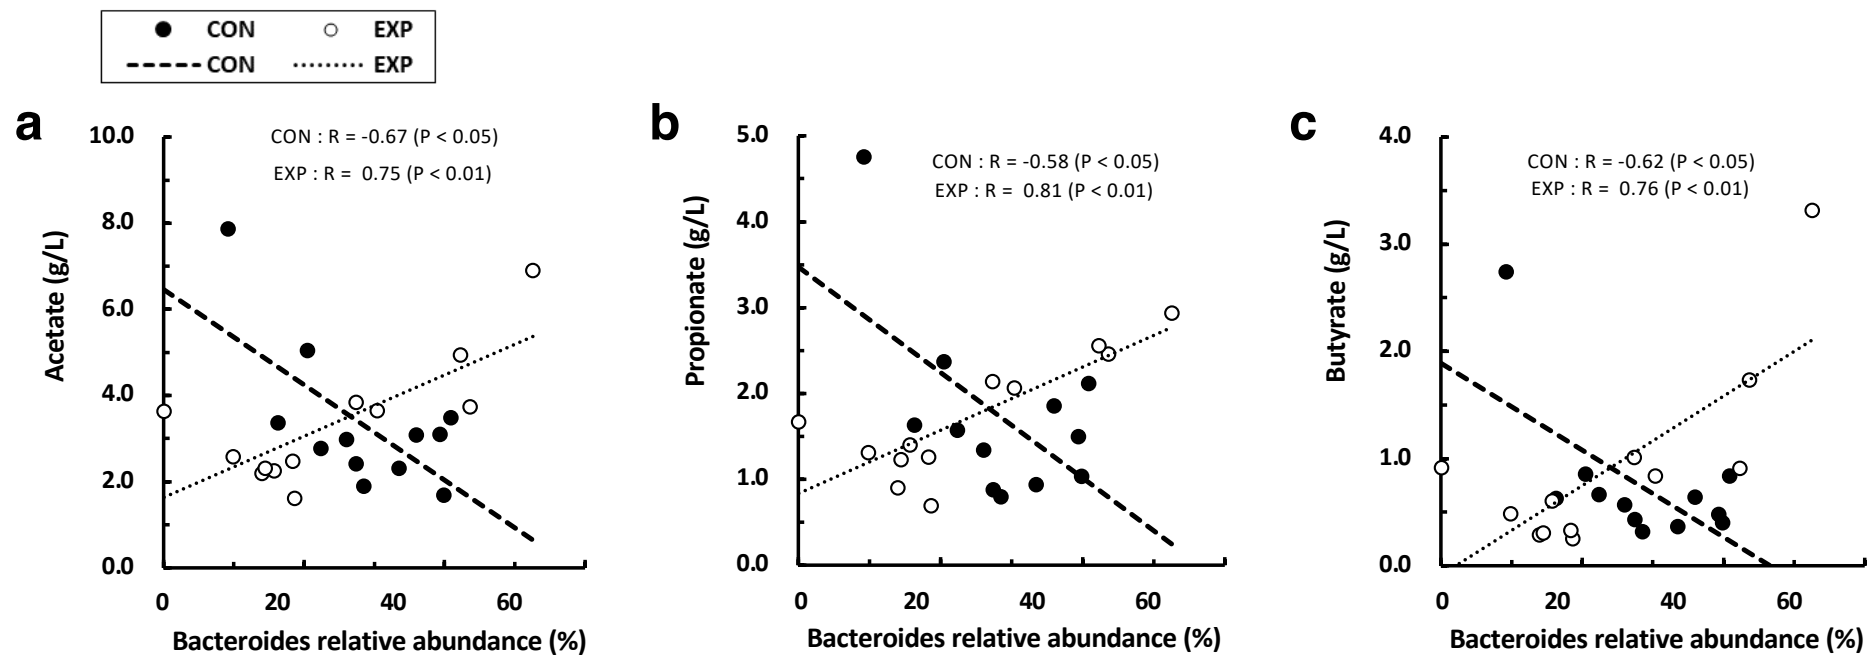 CON EXP
CON EXP
a
10.0
8.0
6.0
4.0
2.0
0.0
Acetate (g/L)
CON : R = -0.67 (P < 0.05)
EXP : R = 0.75 (P < 0.01)
0 20 40 60
Bacteroides relative abundance (%)
b
5.0
4.0
3.0
2.0
1.0
0.0
Propionate (g/L)
CON : R = -0.58 (P < 0.05)
EXP : R = 0.81 (P < 0.01)
0 20 40 60
Bacteroides relative abundance (%)
c
4.0
3.0
2.0
1.0
0.0
Butyrate (g/L)
CON : R = -0.62 (P < 0.05)
EXP : R = 0.76 (P < 0.01)
0 20 40 60
Bacteroides relative abundance (%)